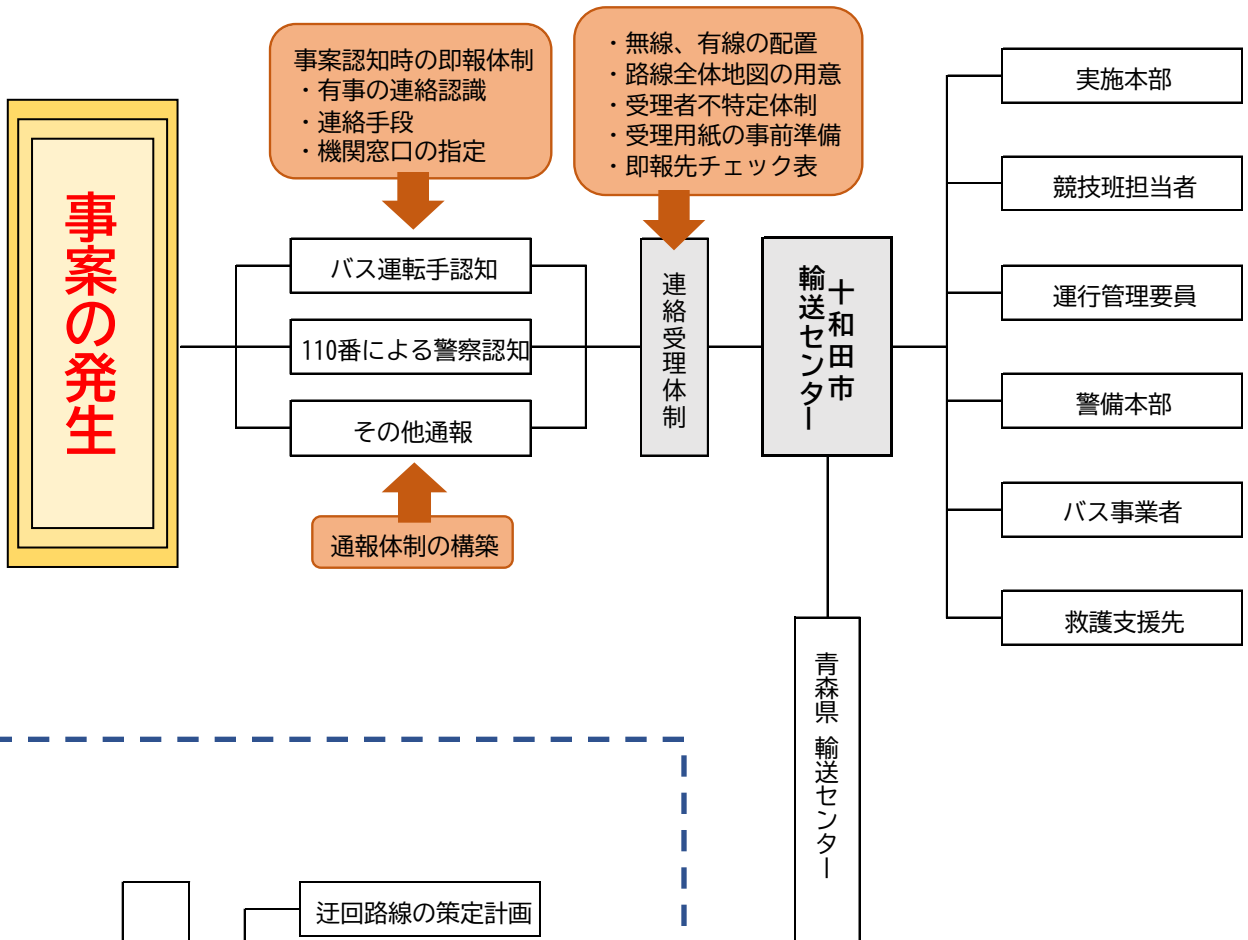 事案認知時の即報体制
・有事の連絡認識
・連絡手段
・機関窓口の指定
・無線、有線の配置
・路線全体地図の用意
・受理者不特定体制
・受理用紙の事前準備
・即報先チェック表
事案の発生
バス運転手認知
110番による警察認知
その他通報
通報体制の構築
連絡受理体制
十和田市
輸送センター
実施本部
競技班担当者
運行管理要員
警備本部
バス事業者
救護支援先
青森県 輸送センター
迂回路線の策定計画